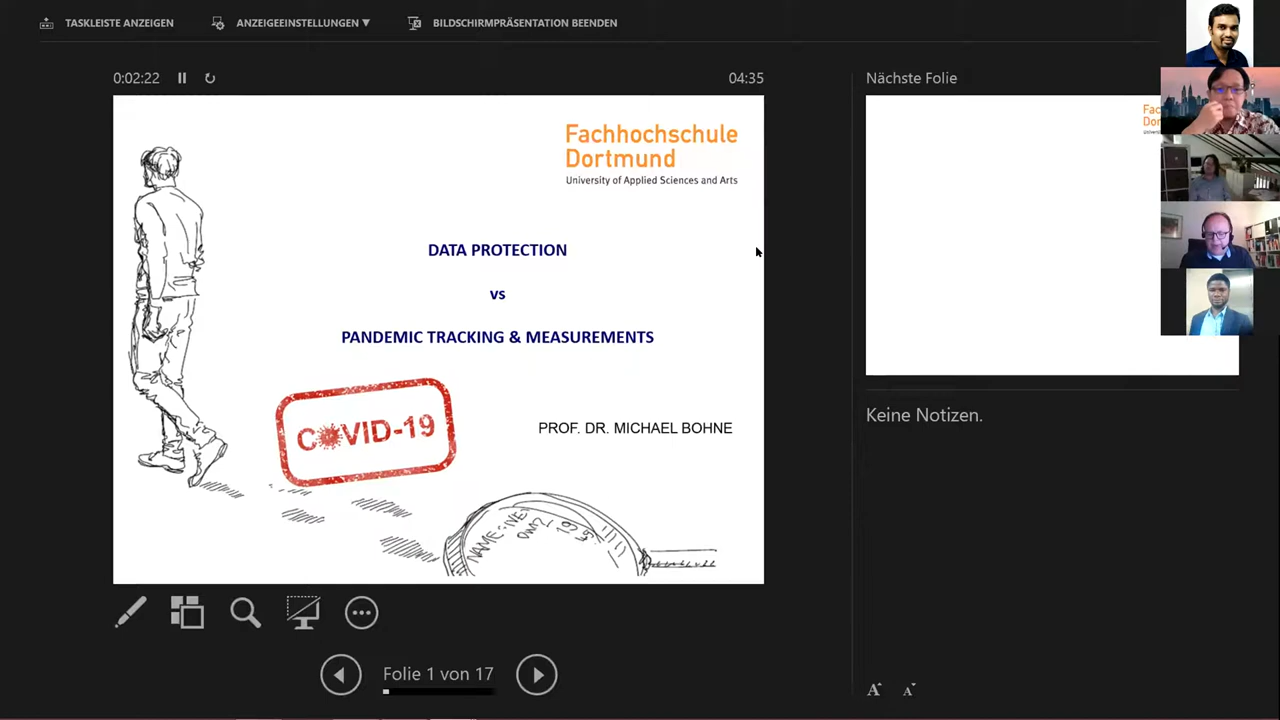 TASKLEISTE ANZEIGEN
ANZEIGEEINSTELLUNGEN ▼
BILDSCHIRMPRÄSENTATION BEENDEN
0:02:22
04:35
Nächste Folie
Fachhochschule
Dortmund
University of Applied Sciences and Arts
DATA PROTECTION
vs
PANDEMIC TRACKING & MEASUREMENTS
COVID-19
PROF. DR. MICHAEL BOHNE
NAME
Keine Notizen.
Folie 1 von 17
A A